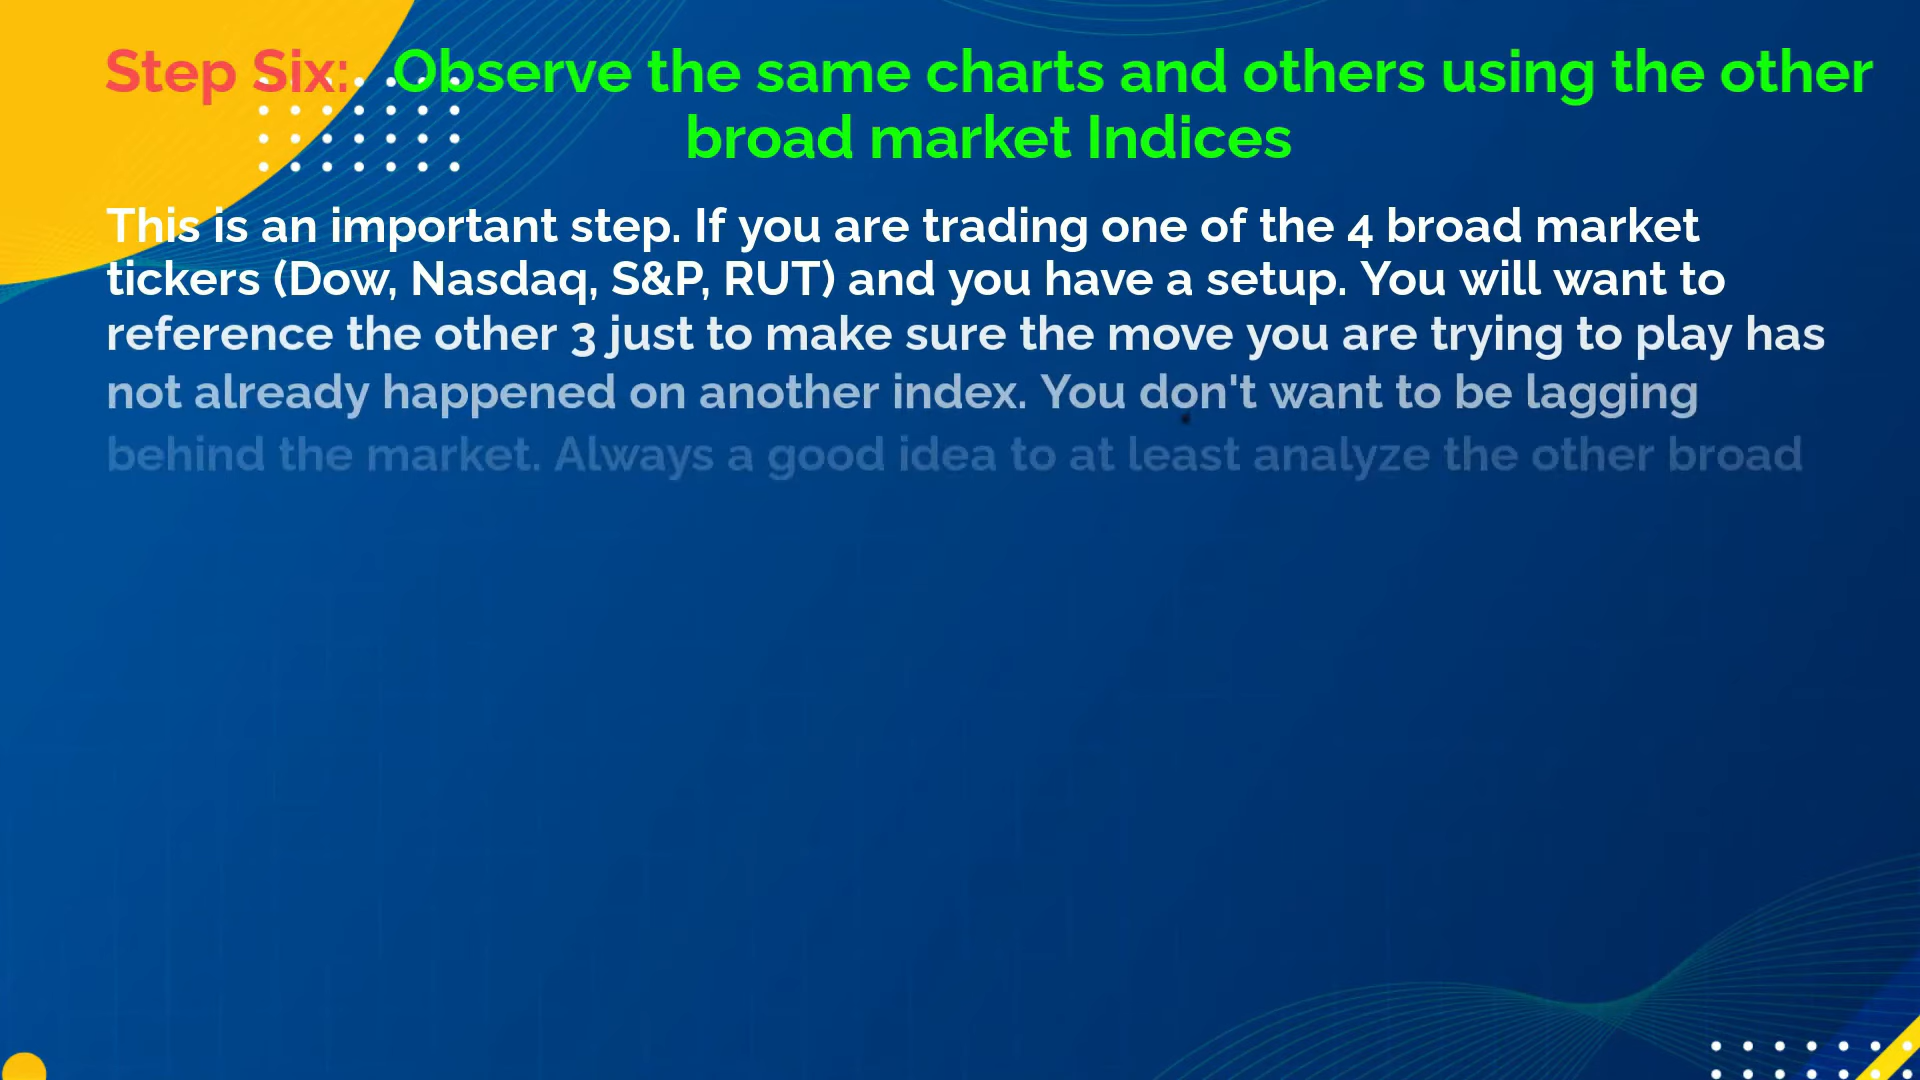 Step Six: Observe the same charts and others using the other
broad market Indices
This is an important step. If you are trading one of the 4 broad market
tickers (Dow, Nasdaq, S&P, RUT) and you have a setup. You will want to
reference the other 3 just to make sure the move you are trying to play has
not already happened on another index. You don't want to be lagging
behind the market. Always a good idea to at least analyze the other broad